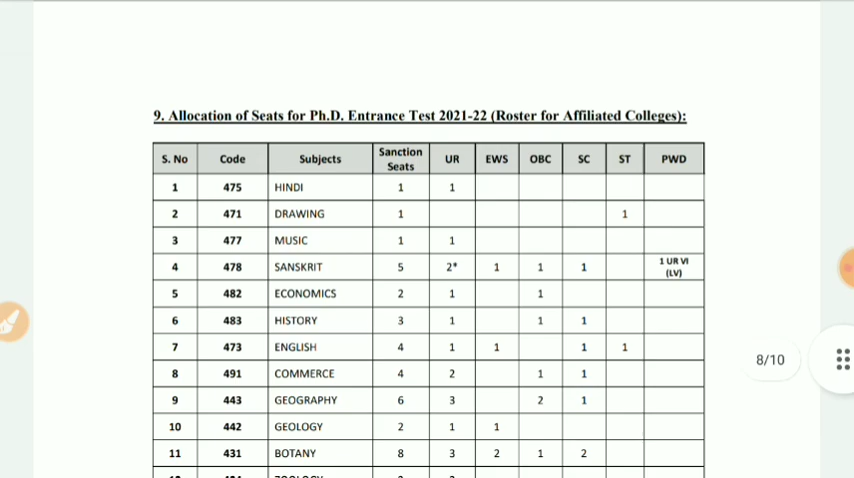 9. Allocation of Seats for Ph.D. Entrance Test 2021-22 (Roster for Affiliated Colleges):
S. No Code Subjects Sanction Seats UR EWS OBC SC ST PWD
1 475 HINDI 1 1
2 471 DRAWING 1 1
3 477 MUSIC 1 1
4 478 SANSKRIT 5 2* 1 1 1 1 UR VI (LV)
5 482 ECONOMICS 2 1 1
6 483 HISTORY 3 1 1 1
7 473 ENGLISH 4 1 1 1 1
8 491 COMMERCE 4 2 1 1
9 443 GEOGRAPHY 6 3 2 1
10 442 GEOLOGY 2 1 1
11 431 BOTANY 8 3 2 1 2
8/10